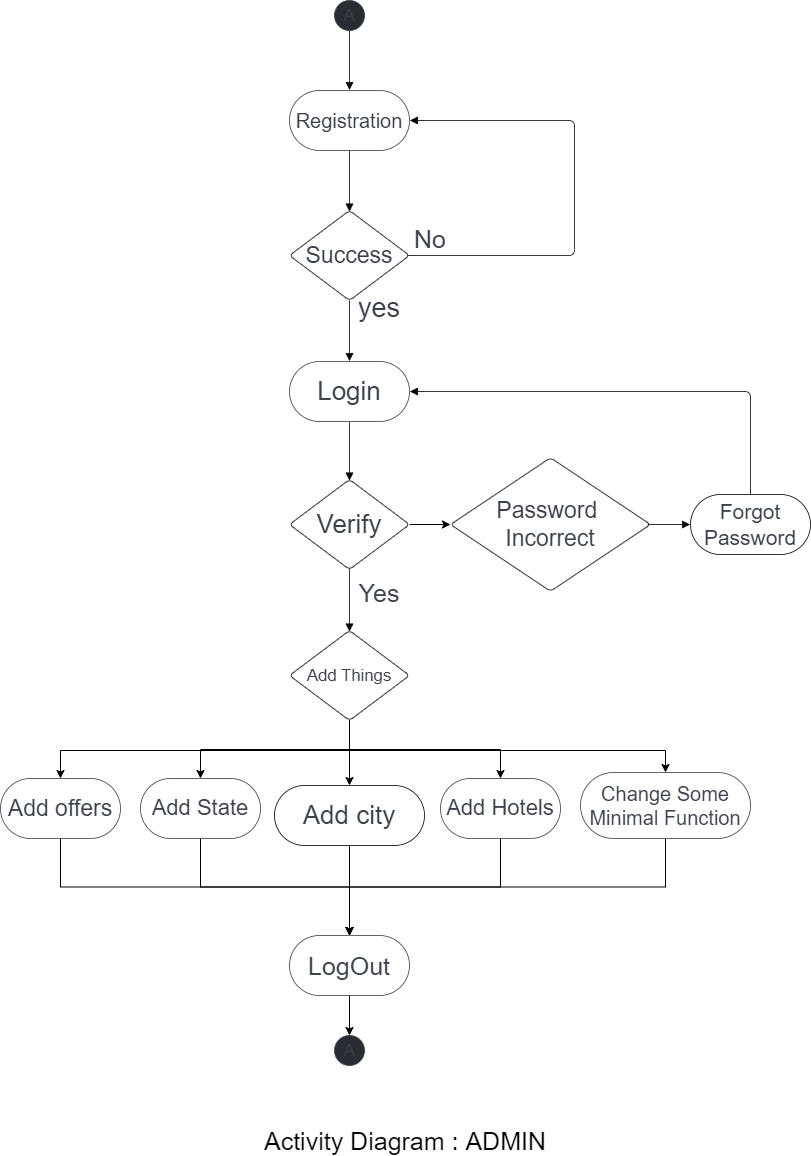 A
Registration
Success
No
yes
Login
Verify
Password
Incorrect
Forgot
Password
Yes
Add Things
Add offers
Add State
Add city
Add Hotels
Change Some
Minimal Function
LogOut
A
Activity Diagram : ADMIN